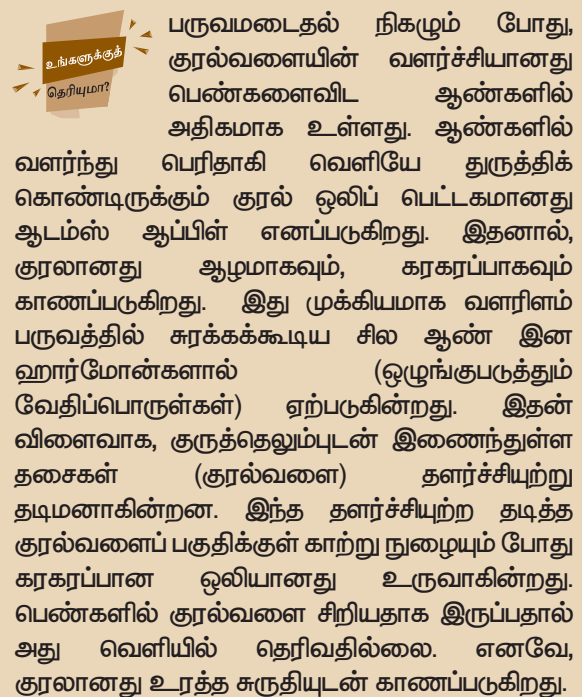 உங்களுக்குத்
தெரியுமா?
பருவமடைதல் நிகழும் போது,
குரல்வளையின் வளர்ச்சியானது
பெண்களைவிட ஆண்களில்
அதிகமாக உள்ளது. ஆண்களில்
வளர்ந்து பெரிதாகி வெளியே துருத்திக்
கொண்டிருக்கும் குரல் ஒலிப் பெட்டகமானது
ஆடம்ஸ் ஆப்பிள் எனப்படுகிறது. இதனால்,
குரலானது ஆழமாகவும், கரகரப்பாகவும்
காணப்படுகிறது. இது முக்கியமாக வளரிளம்
பருவத்தில் சுரக்கக்கூடிய சில ஆண் இன
ஹார்மோன்களால் (ஒழுங்குபடுத்தும்
வேதிப்பொருள்கள்) ஏற்படுகின்றது. இதன்
விளைவாக, குருத்தெலும்புடன் இணைந்துள்ள
தசைகள் (குரல்வளை) தளர்ச்சியுற்று
தடிமனாகின்றன. இந்த தளர்ச்சியுற்ற தடித்த
குரல்வளைப் பகுதிக்குள் காற்று நுழையும் போது
கரகரப்பான ஒலியானது உருவாகின்றது.
பெண்களில் குரல்வளை சிறியதாக இருப்பதால்
அது வெளியில் தெரிவதில்லை. எனவே,
குரலானது உரத்த சுருதியுடன் காணப்படுகிறது.